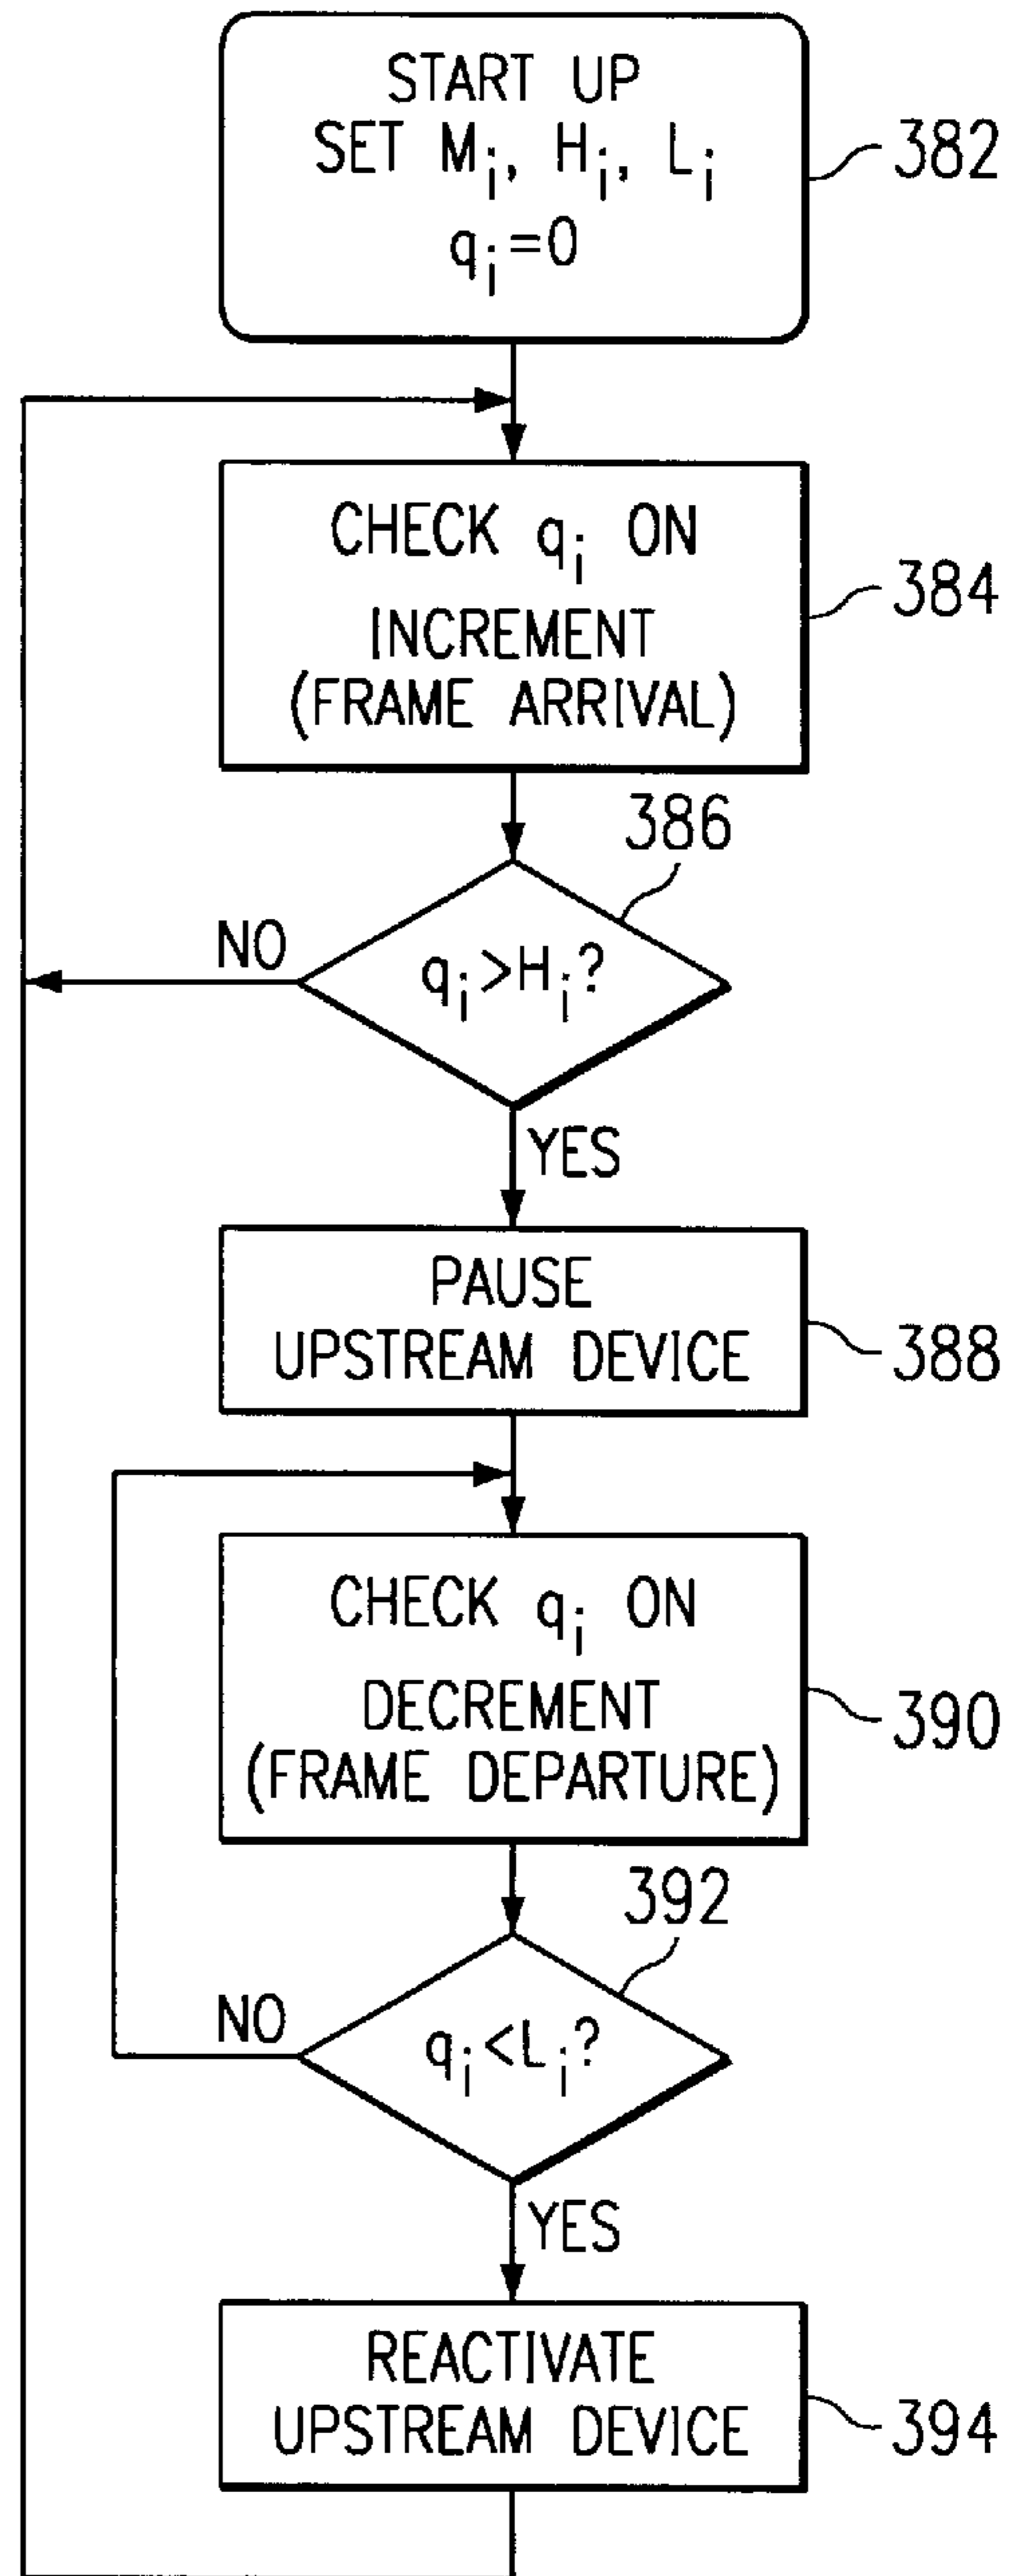 START UP
SET Mi, Hi, Li
qi=0
382
CHECK qi ON
INCREMENT
(FRAME ARRIVAL)
384
386
NO
qi>Hi?
YES
PAUSE
UPSTREAM DEVICE
388
CHECK qi ON
DECREMENT
(FRAME DEPARTURE)
390
392
NO
qi<Li?
YES
REACTIVATE
UPSTREAM DEVICE
394